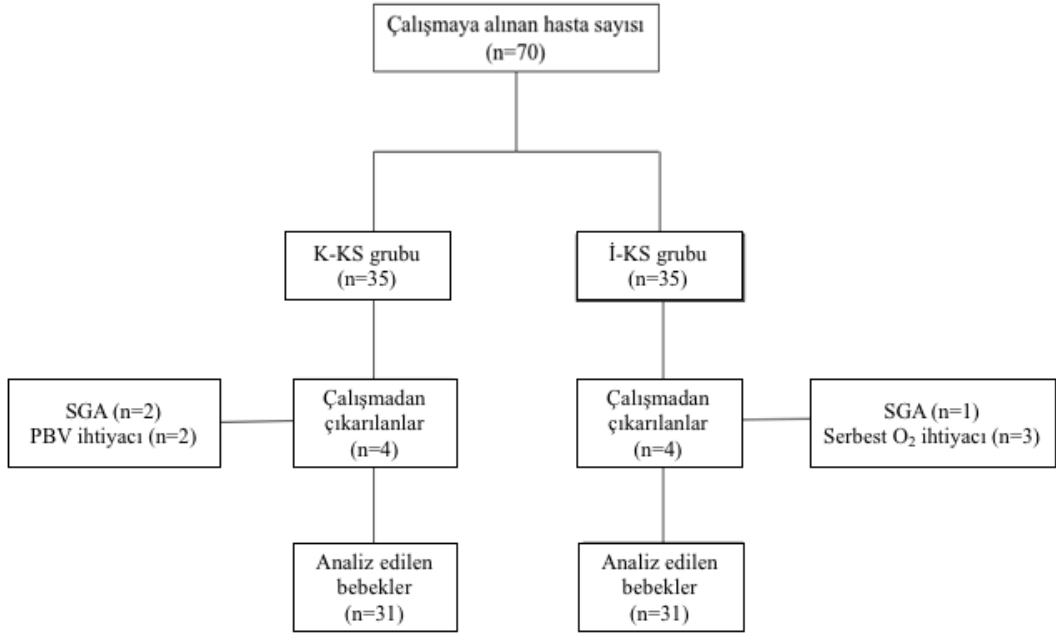 Çalışmaya alınan hasta sayısı
(n=70)
K-KS grubu
(n=35)
İ-KS grubu
(n=35)
SGA (n=2)
PBV ihtiyacı (n=2)
Çalışmadan
çıkarılanlar
(n=4)
Çalışmadan
çıkarılanlar
(n=4)
SGA (n=1)
Serbest O₂ ihtiyacı (n=3)
Analiz edilen
bebekler
(n=31)
Analiz edilen
bebekler
(n=31)